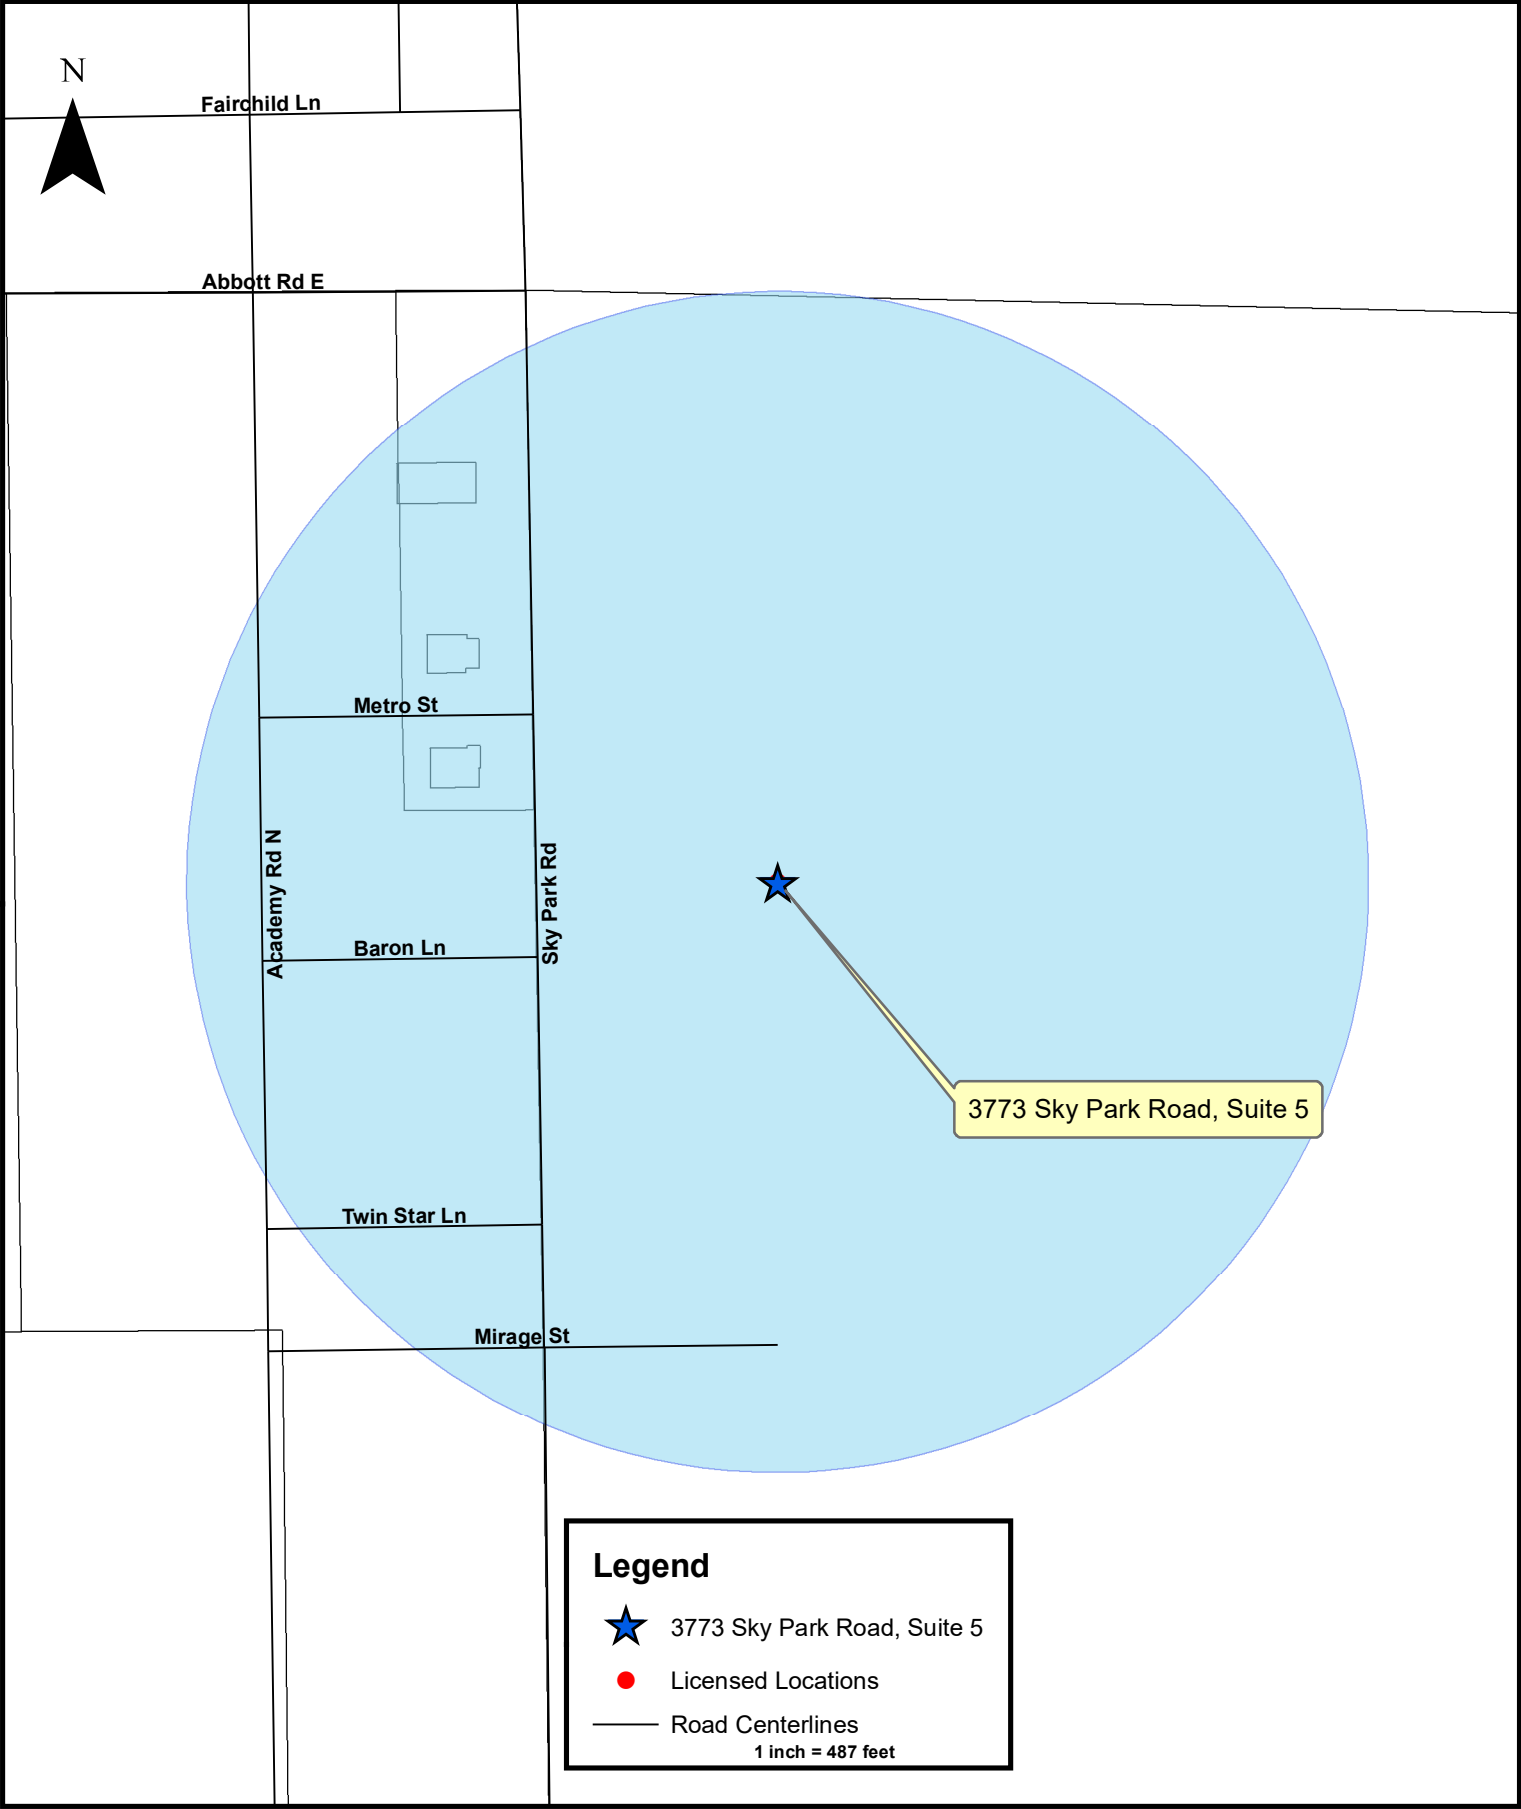 N
Fairchild Ln
Abbott Rd E
Metro St
Academy Rd N
Sky Park Rd
Baron Ln
3773 Sky Park Road, Suite 5
Twin Star Ln
Mirage St
Legend
3773 Sky Park Road, Suite 5
Licensed Locations
Road Centerlines
1 inch = 487 feet